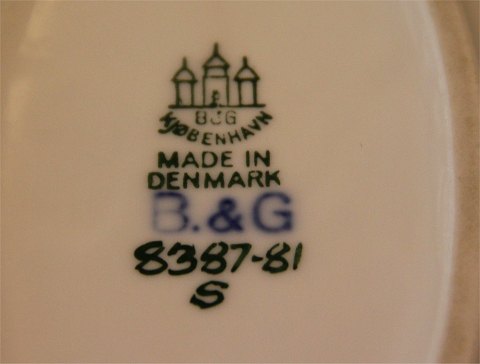 B&G
KJØBENHAVN
MADE IN
DENMARK
B.&G
8387-81
S